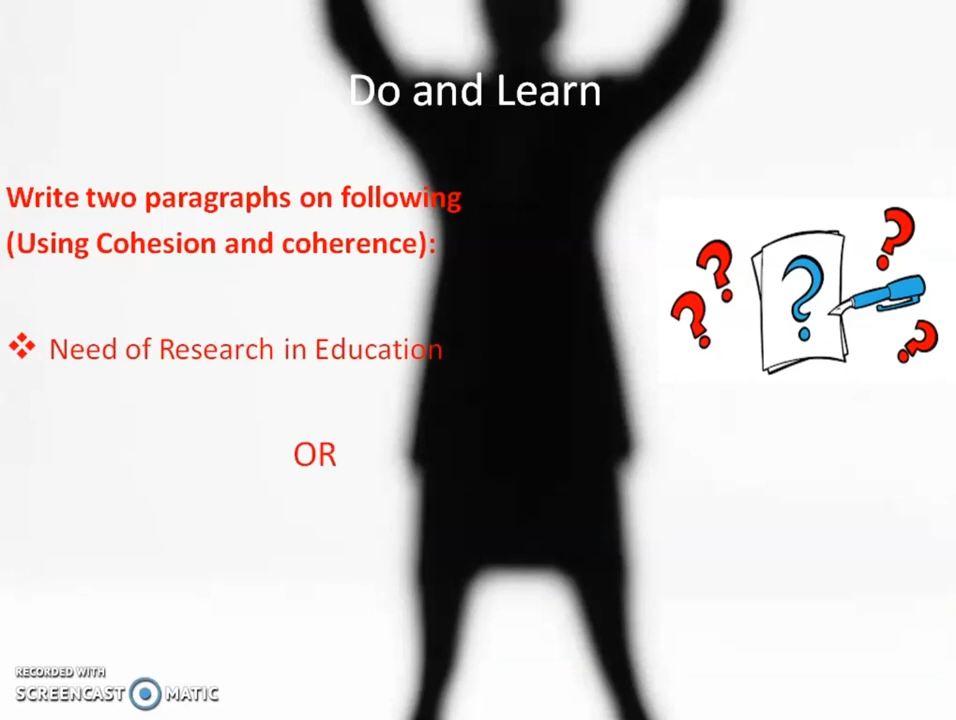 Do and Learn
Write two paragraphs on following
(Using Cohesion and coherence):
Need of Research in Education
OR
RECORDED WITH
SCREENCAST MATIC